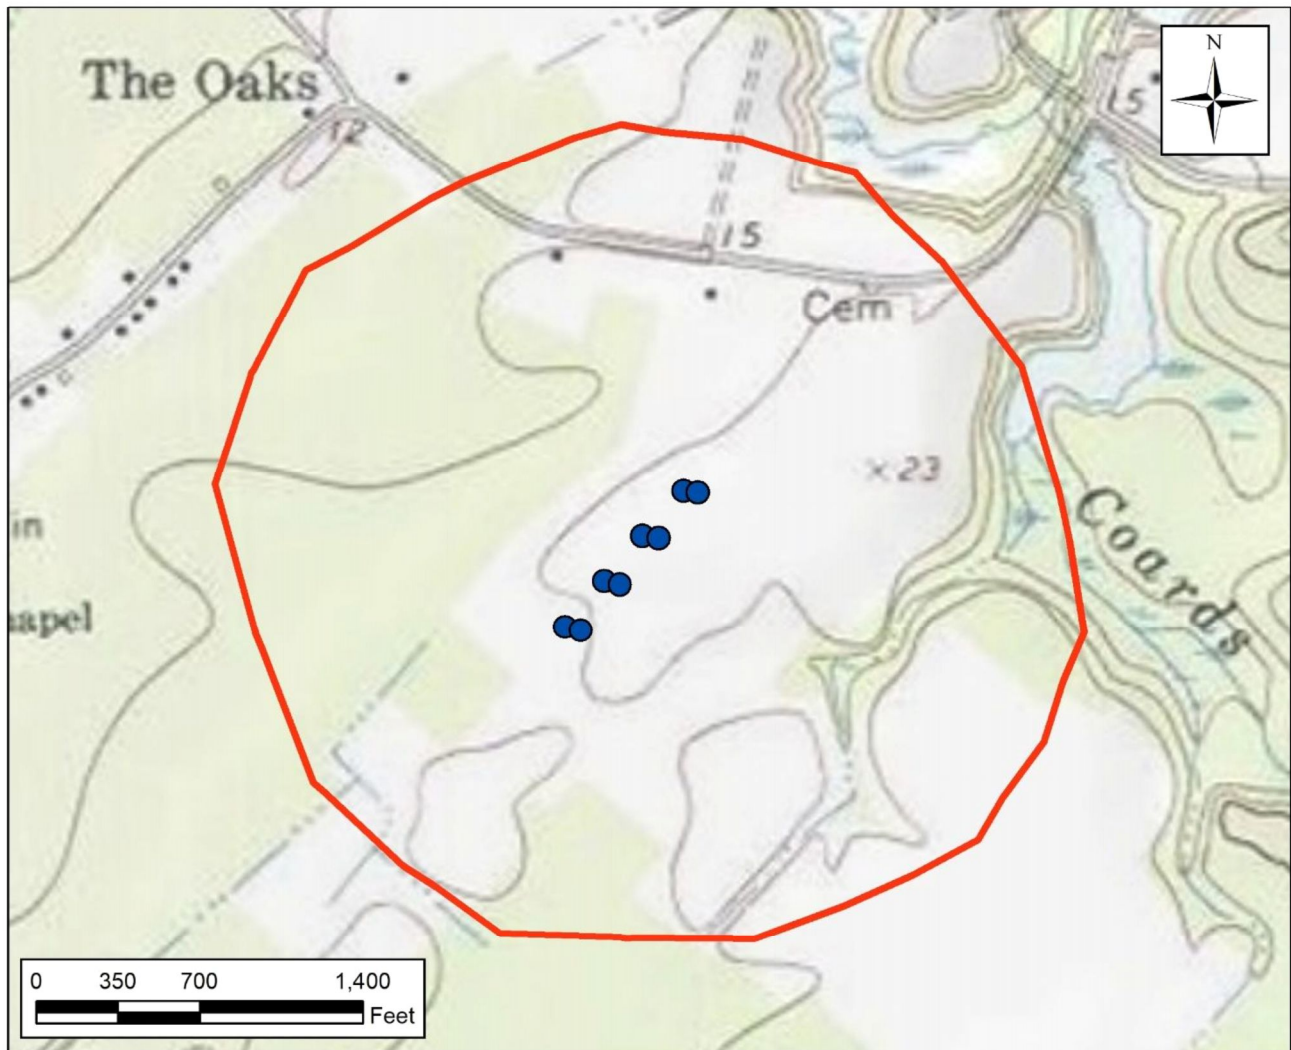 The Oaks
N
12
15
15
Cem
× 23
in
apel
Coards
0 350 700 1,400
Feet